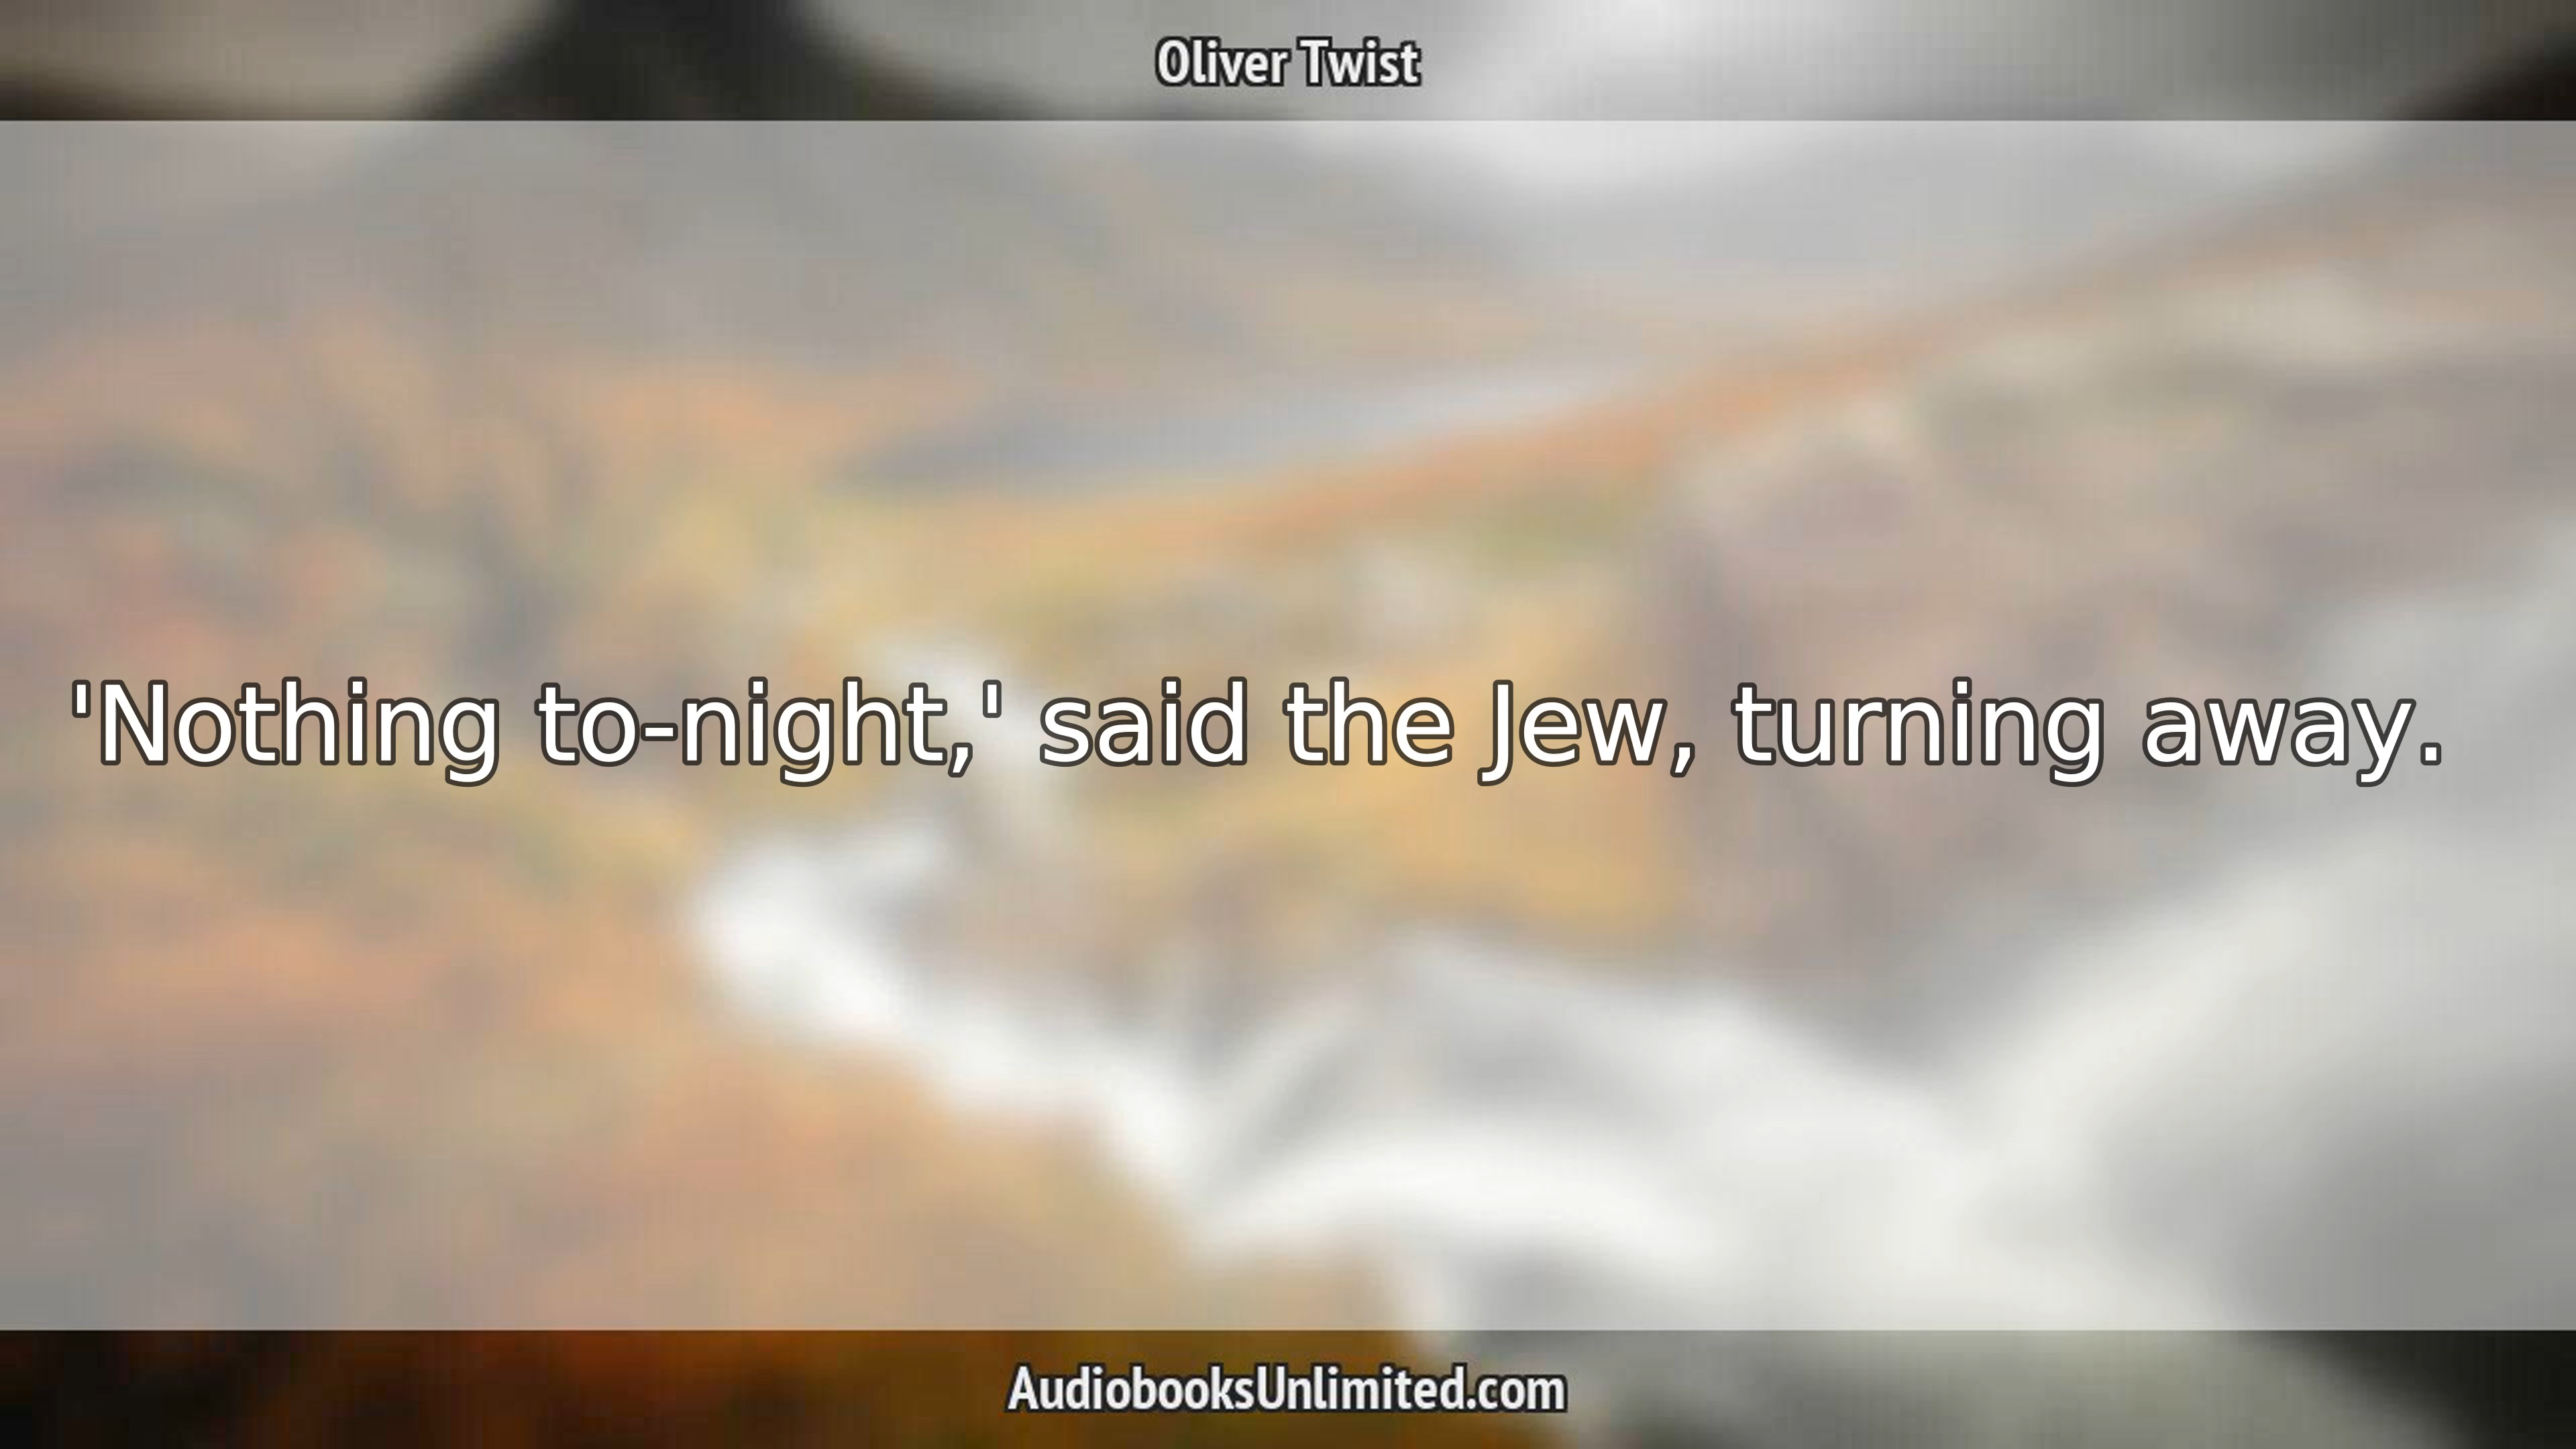 Oliver Twist
'Nothing to-night,' said the Jew, turning away.
AudiobooksUnlimited.com